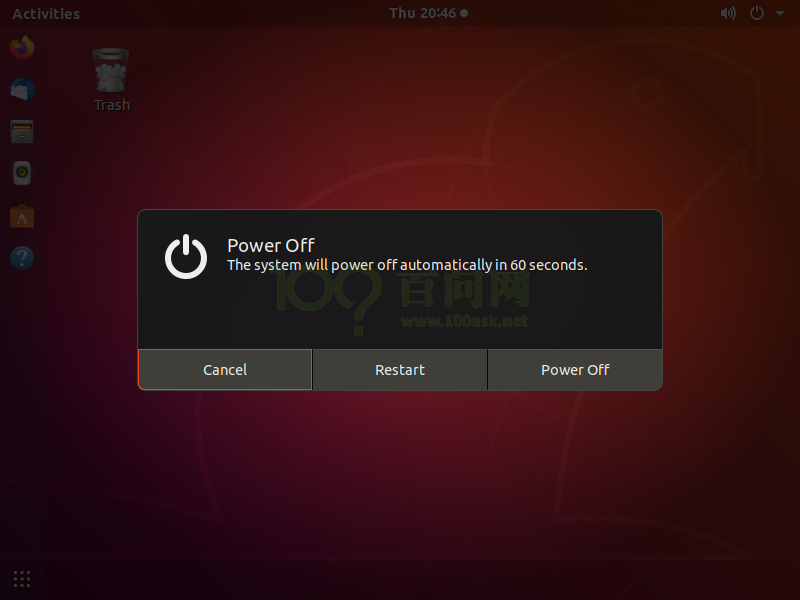 Activities
Thu 20:46
Trash
Power Off
The system will power off automatically in 60 seconds.
100? 百问网
www.100ask.net
Cancel
Restart
Power Off